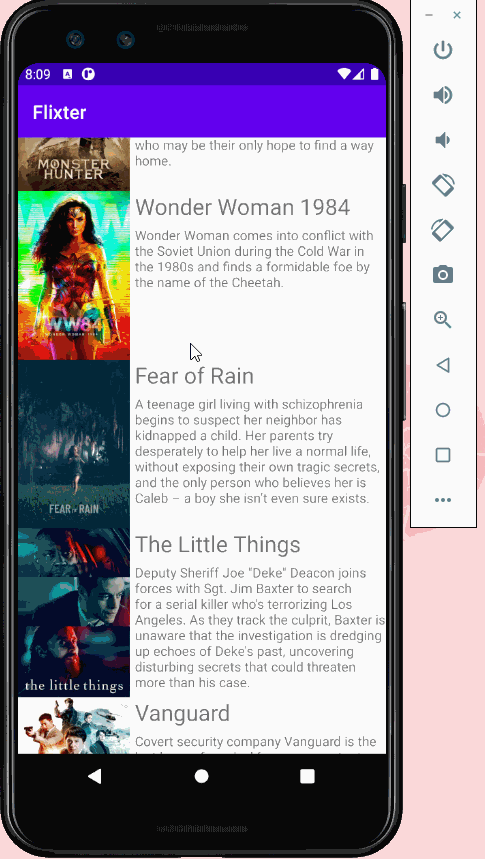 8:09
Flixter
MONSTER
HUNTER
who may be their only hope to find a way
home.
Wonder Woman 1984
Wonder Woman comes into conflict with
the Soviet Union during the Cold War in
the 1980s and finds a formidable foe by
the name of the Cheetah.
WW84
Fear of Rain
A teenage girl living with schizophrenia
begins to suspect her neighbor has
kidnapped a child. Her parents try
desperately to help her live a normal life,
without exposing their own tragic secrets,
and the only person who believes her is
Caleb – a boy she isn't even sure exists.
FEAR OF RAIN
The Little Things
Deputy Sheriff Joe "Deke" Deacon joins
forces with Sgt. Jim Baxter to search
for a serial killer who's terrorizing Los
Angeles. As they track the culprit, Baxter is
unaware that the investigation is dredging
up echoes of Deke's past, uncovering
disturbing secrets that could threaten
more than his case.
the little things
Vanguard
Covert security company Vanguard is the